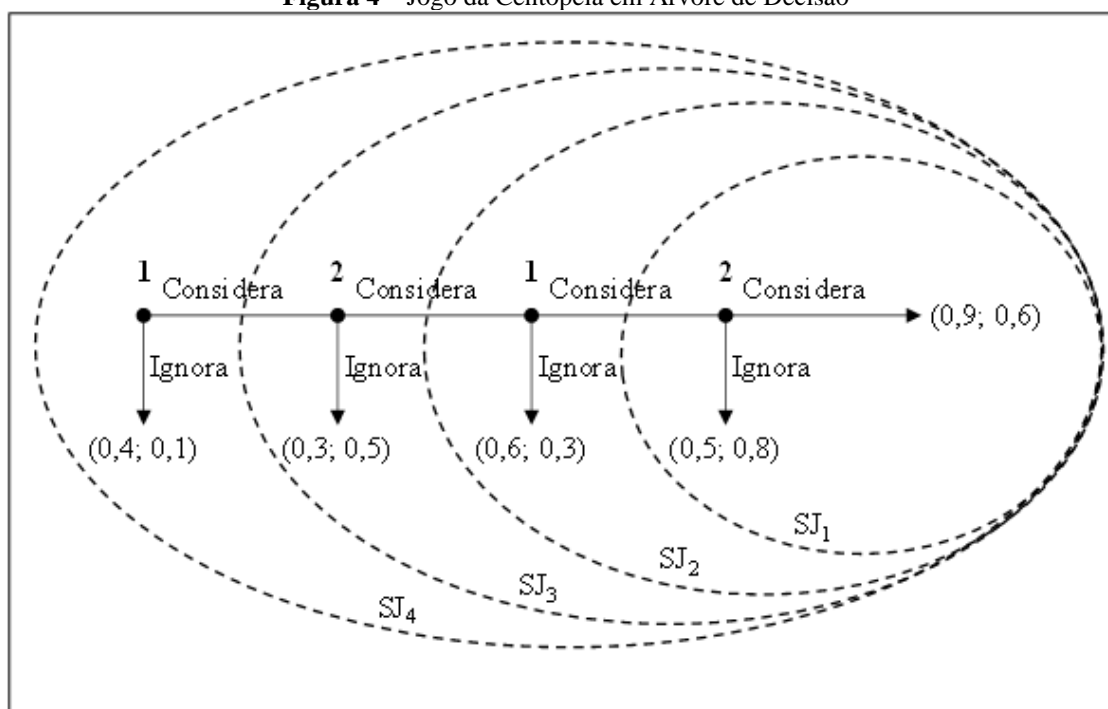 Figura 4 – Jogo da Centopeia em Árvore de Decisão
1 Considera 2 Considera 1 Considera 2 Considera
(0,9; 0,6)
Ignora Ignora Ignora Ignora
(0,4; 0,1) (0,3; 0,5) (0,6; 0,3) (0,5; 0,8)
SJ1
SJ2
SJ3
SJ4